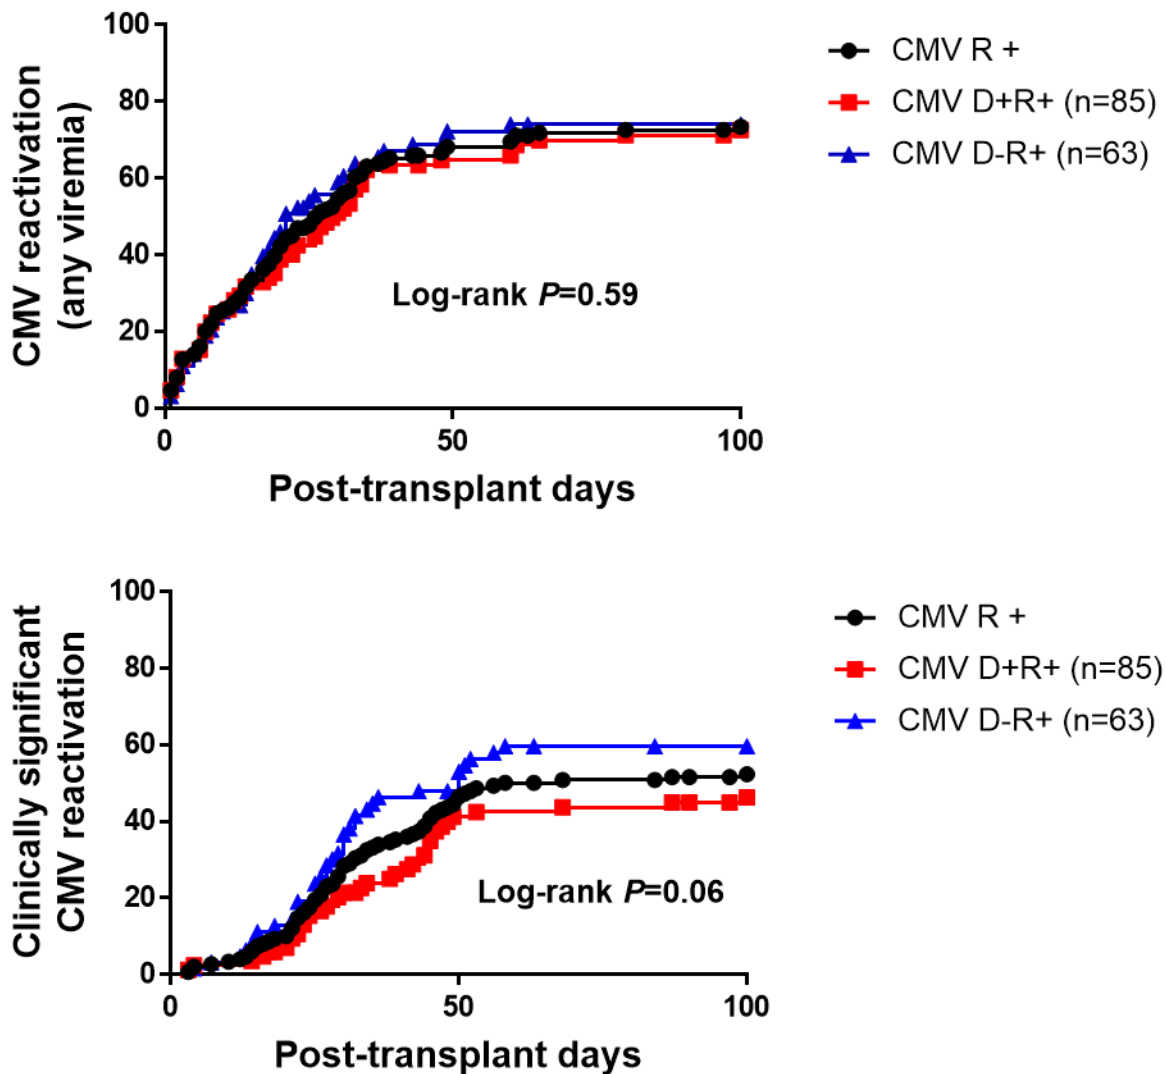 CMV reactivation
(any viremia)
100
80
60
40
20
0
0
50
100
Post-transplant days
Log-rank P=0.59
CMV R +
CMV D+R+ (n=85)
CMV D-R+ (n=63)
Clinically significant
CMV reactivation
100
80
60
40
20
0
0
50
100
Post-transplant days
Log-rank P=0.06
CMV R +
CMV D+R+ (n=85)
CMV D-R+ (n=63)